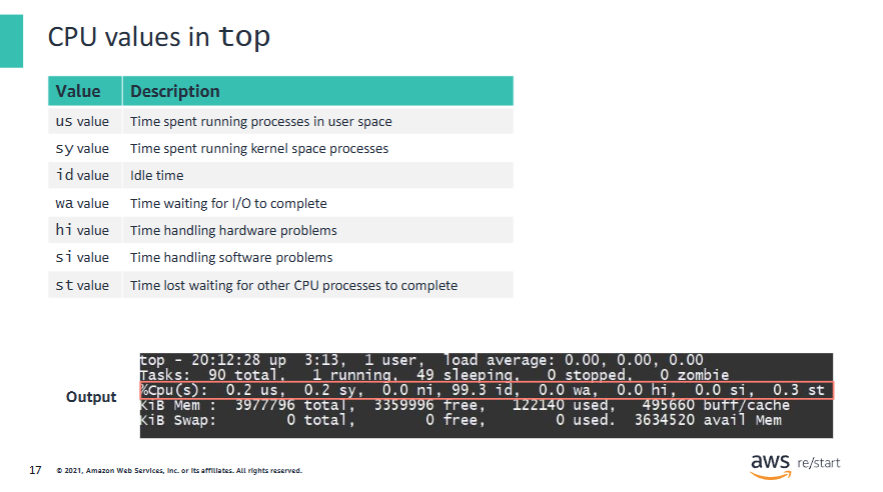 CPU values in top
Value Description
us value Time spent running processes in user space
sy value Time spent running kernel space processes
id value Idle time
wa value Time waiting for I/O to complete
hi value Time handling hardware problems
si value Time handling software problems
st value Time lost waiting for other CPU processes to complete
Output
top - 20:12:28 up  3:13,  1 user,  load average: 0.00, 0.00, 0.00
Tasks:  90 total,   1 running,  49 sleeping,   0 stopped,   0 zombie
%Cpu(s):  0.2 us,  0.2 sy,  0.0 ni, 99.3 id,  0.0 wa,  0.0 hi,  0.0 si,  0.3 st
KiB Mem :  3977796 total,  3359996 free,   122140 used,   495660 buff/cache
KiB Swap:        0 total,        0 free,        0 used.  3634520 avail Mem
17 © 2021, Amazon Web Services, Inc. or its affiliates. All rights reserved.
aws re/start